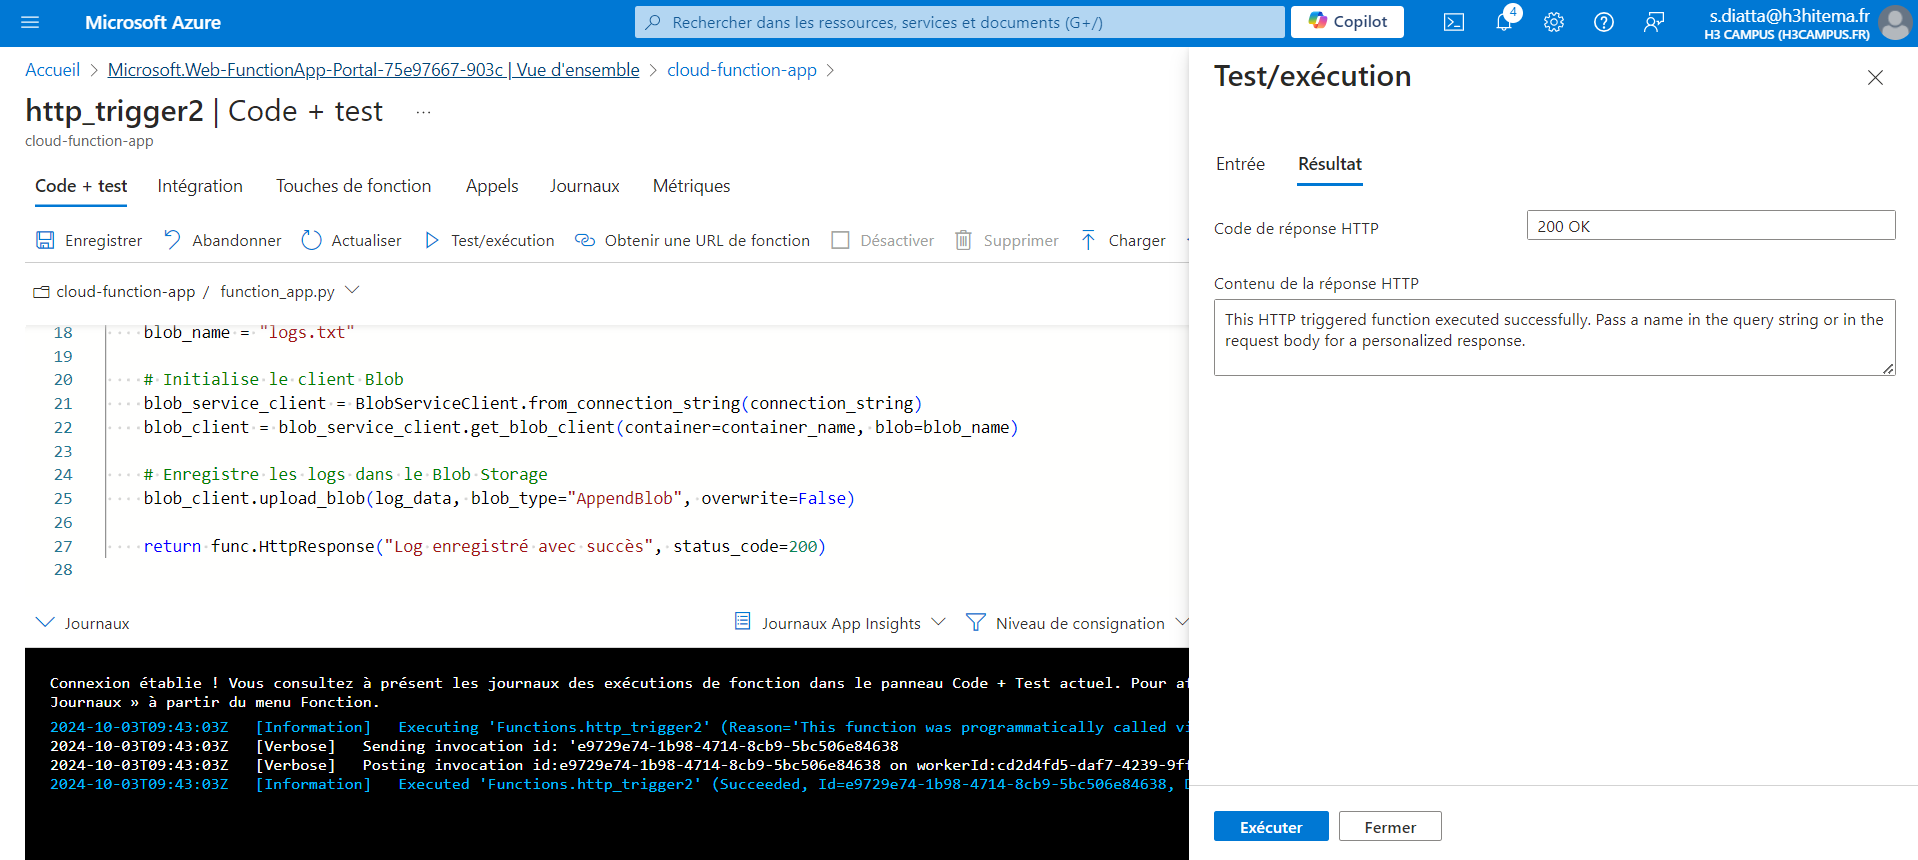 Microsoft Azure
Rechercher dans les ressources, services et documents (G+/)
Copilot
4
s.diatta@h3hitema.fr
H3 CAMPUS (H3CAMPUS.FR)
Accueil > Microsoft.Web-FunctionApp-Portal-75e97667-903c | Vue d'ensemble > cloud-function-app >
http_trigger2 | Code + test ...
cloud-function-app
Code + test Intégration Touches de fonction Appels Journaux Métriques
Enregistrer Abandonner Actualiser Test/exécution Obtenir une URL de fonction Désactiver Supprimer Charger
cloud-function-app / function_app.py
18 blob_name = "logs.txt"
19
20 # Initialise le client Blob
21 blob_service_client = BlobServiceClient.from_connection_string(connection_string)
22 blob_client = blob_service_client.get_blob_client(container=container_name, blob=blob_name)
23
24 # Enregistre les logs dans le Blob Storage
25 blob_client.upload_blob(log_data, blob_type="AppendBlob", overwrite=False)
26
27 return func.HttpResponse("Log enregistré avec succès", status_code=200)
28
Journaux
Journaux App Insights
Niveau de consignation
Connexion établie ! Vous consultez à présent les journaux des exécutions de fonction dans le panneau Code + Test actuel. Pour af
Journaux » à partir du menu Fonction.
2024-10-03T09:43:03Z [Information] Executing 'Functions.http_trigger2' (Reason='This function was programmatically called vi
2024-10-03T09:43:03Z [Verbose] Sending invocation id: 'e9729e74-1b98-4714-8cb9-5bc506e84638
2024-10-03T09:43:03Z [Verbose] Posting invocation id:e9729e74-1b98-4714-8cb9-5bc506e84638 on workerId:cd2d4fd5-daf7-4239-9ff
2024-10-03T09:43:03Z [Information] Executed 'Functions.http_trigger2' (Succeeded, Id=e9729e74-1b98-4714-8cb9-5bc506e84638, D
Test/exécution
Entrée Résultat
Code de réponse HTTP
200 OK
Contenu de la réponse HTTP
This HTTP triggered function executed successfully. Pass a name in the query string or in the
request body for a personalized response.
Exécuter Fermer